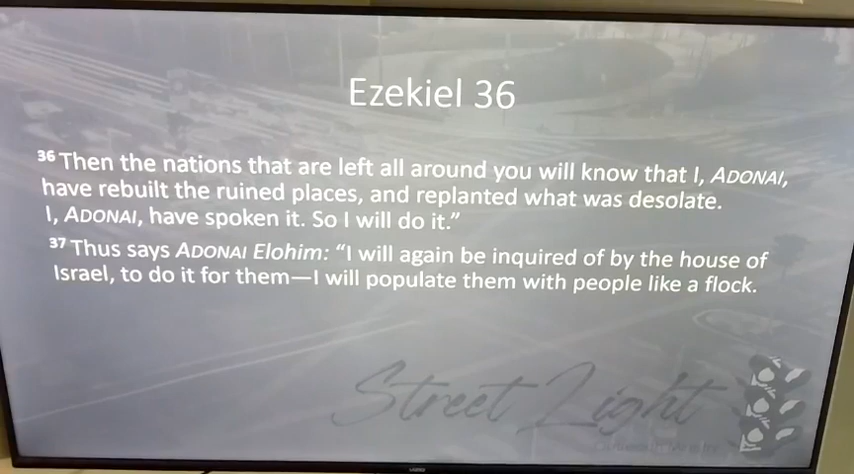 Ezekiel 36
36 Then the nations that are left all around you will know that I, ADONAI,
have rebuilt the ruined places, and replanted what was desolate.
I, ADONAI, have spoken it. So I will do it.”
37 Thus says ADONAI Elohim: “I will again be inquired of by the house of
Israel, to do it for them—I will populate them with people like a flock.
Street Light